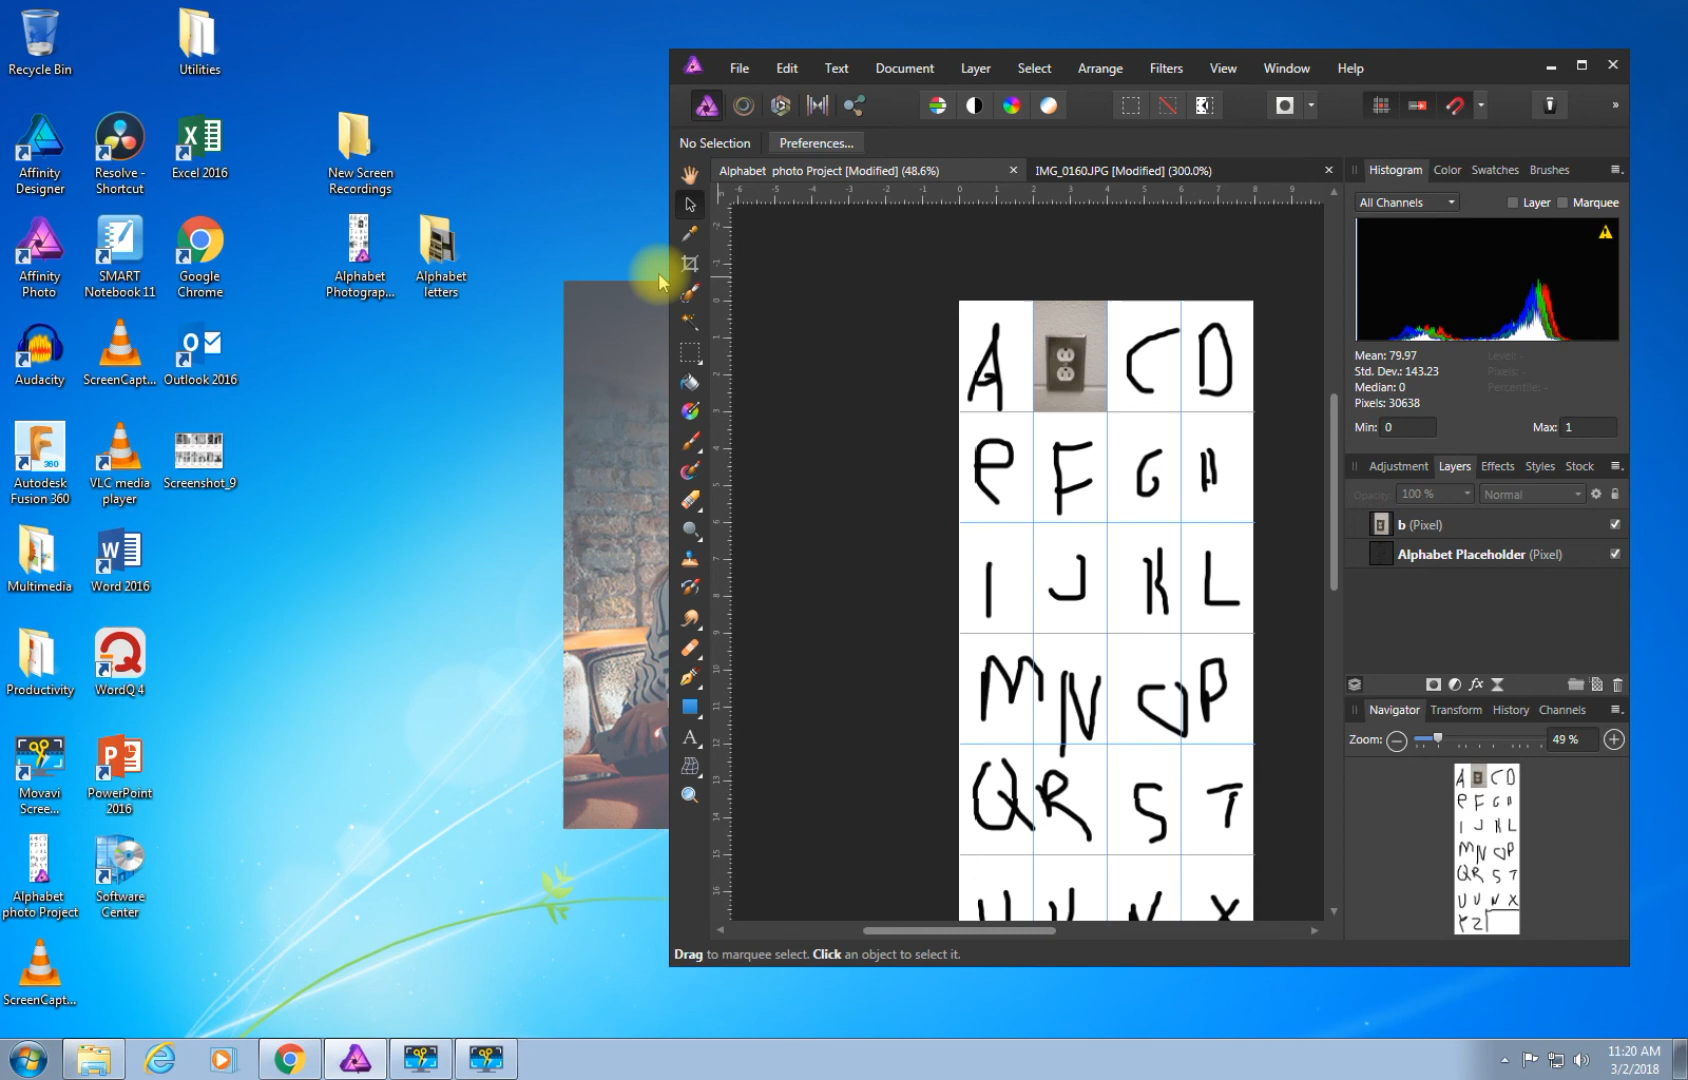 Recycle Bin
Utilities
Affinity
Designer
Resolve -
Shortcut
Excel 2016
New Screen
Recordings
Affinity
Photo
SMART
Notebook 11
Google
Chrome
Alphabet
Photograp...
Alphabet
letters
Audacity
ScreenCapt...
Outlook 2016
Autodesk
Fusion 360
VLC media
player
Screenshot_9
Multimedia
Word 2016
Productivity
WordQ 4
Movavi
Scree...
PowerPoint
2016
Alphabet
photo Project
Software
Center
ScreenCapt...
File Edit Text Document Layer Select Arrange Filters View Window Help
No Selection Preferences...
Alphabet photo Project [Modified] (48.6%)
IMG_0160JPG [Modified] (300.0%)
A C D
e F G H
I J K L
M N O P
Q R S T
U V N X
Histogram Color Swatches Brushes
All Channels Layer Marquee
Mean: 79.97
Std. Dev.: 143.23
Median: 0
Pixels: 30638
Level: -
Pixels: -
Percentile: -
Min: 0 Max: 1
Adjustment Layers Effects Styles Stock
Opacity: 100 % Normal
b (Pixel)
Alphabet Placeholder (Pixel)
Navigator Transform History Channels
Zoom: 49 %
Drag to marquee select. Click an object to select it.
11:20 AM
3/2/2018